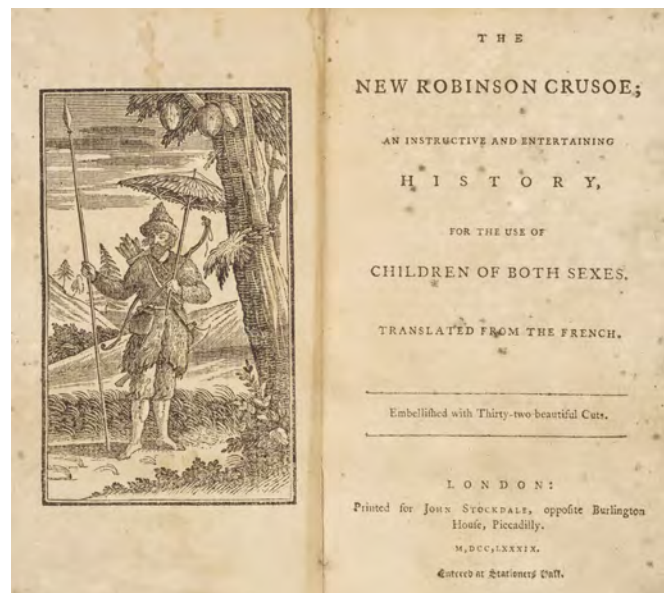 THE
NEW ROBINSON CRUSOE;
AN INSTRUCTIVE AND ENTERTAINING
HISTORY,
FOR THE USE OF
CHILDREN OF BOTH SEXES.
TRANSLATED FROM THE FRENCH.
Embelliſhed with Thirty-two beautiful Cuts.
LONDON:
Printed for JOHN STOCKDALE, oppoſite Burlington
Houſe, Piccadilly.
M,DCC,LXXXIX.
Entered at Stationers Hall.